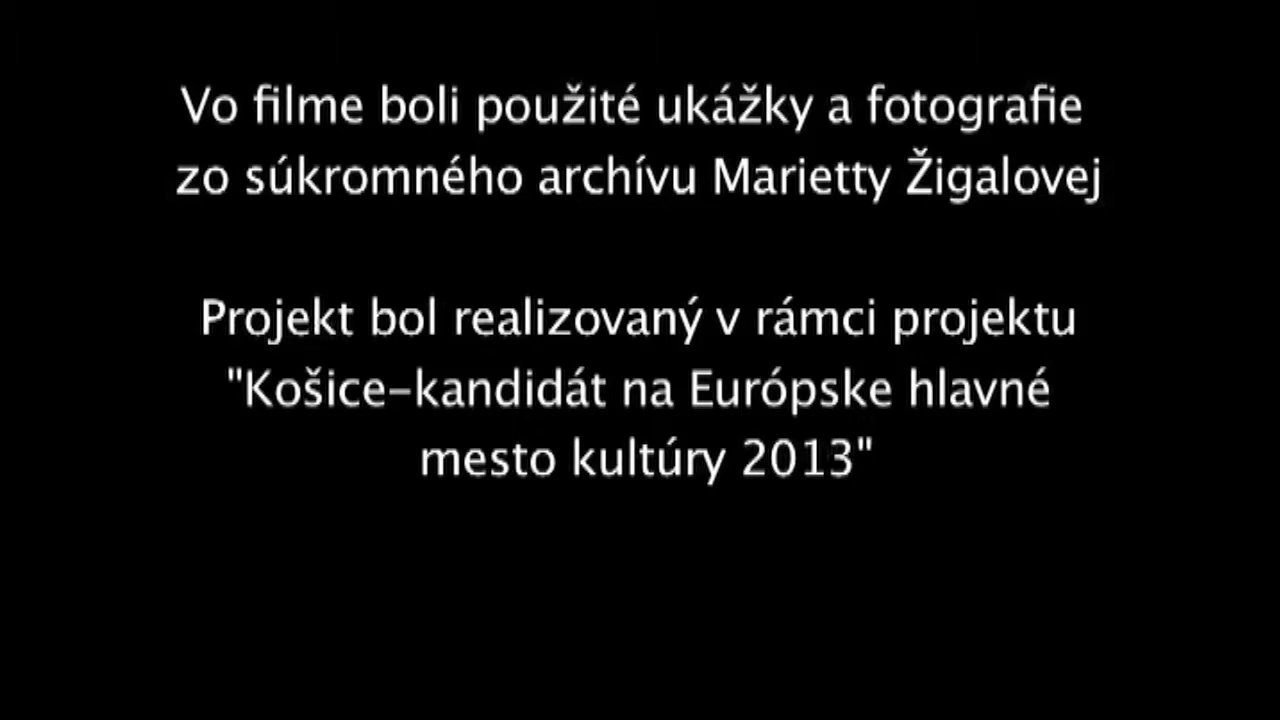 Vo filme boli použité ukážky a fotografie
zo súkromného archívu Marietty Žigalovej
Projekt bol realizovaný v rámci projektu
"Košice-kandidát na Európske hlavné
mesto kultúry 2013"